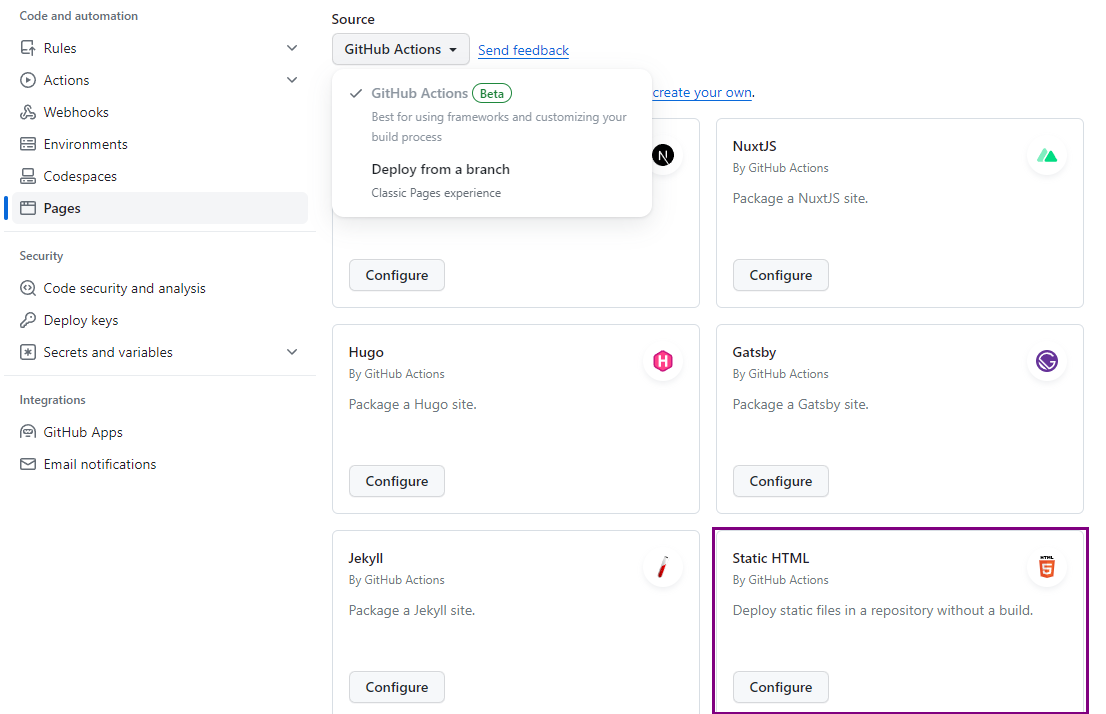 Code and automation
Rules
Actions
Webhooks
Environments
Codespaces
Pages
Security
Code security and analysis
Deploy keys
Secrets and variables
Integrations
GitHub Apps
Email notifications
Source
GitHub Actions
Send feedback
GitHub Actions Beta
Best for using frameworks and customizing your
build process
Deploy from a branch
Classic Pages experience
create your own.
N
Configure
NuxtJS
By GitHub Actions
Package a NuxtJS site.
Configure
Hugo
By GitHub Actions
Package a Hugo site.
H
Configure
Gatsby
By GitHub Actions
Package a Gatsby site.
G
Configure
Jekyll
By GitHub Actions
Package a Jekyll site.
Configure
Static HTML
By GitHub Actions
Deploy static files in a repository without a build.
HTML
5
Configure